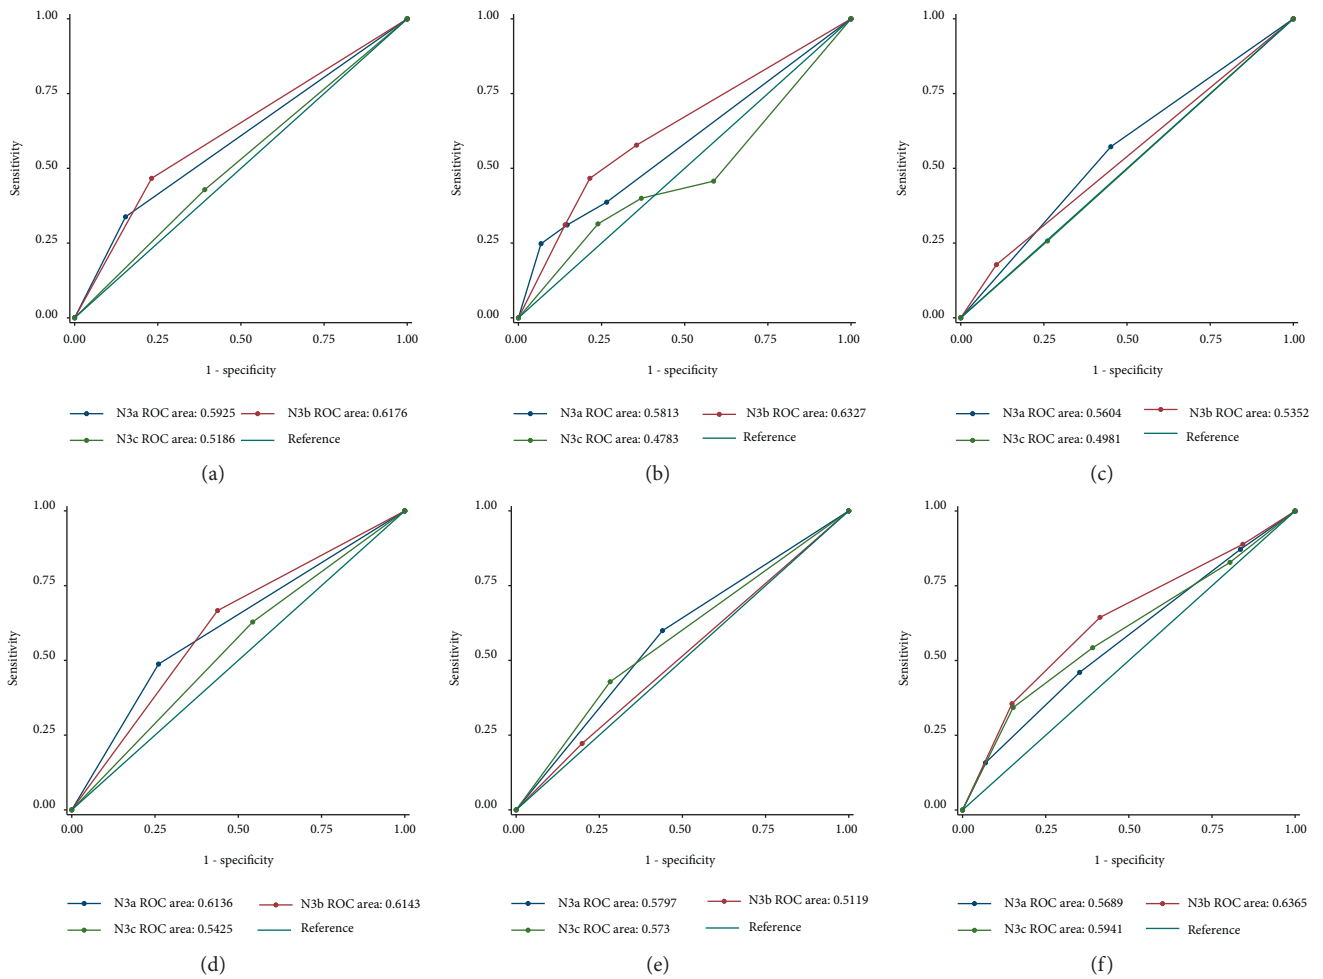 1.00
0.75
0.50
0.25
0.00
Sensitivity
0.00 0.25 0.50 0.75 1.00
1 - specificity
N3a ROC area: 0.5925 N3b ROC area: 0.6176
N3c ROC area: 0.5186 Reference
(a)
1.00
0.75
0.50
0.25
0.00
Sensitivity
0.00 0.25 0.50 0.75 1.00
1 - specificity
N3a ROC area: 0.5813 N3b ROC area: 0.6327
N3c ROC area: 0.4783 Reference
(b)
1.00
0.75
0.50
0.25
0.00
Sensitivity
0.00 0.25 0.50 0.75 1.00
1 - specificity
N3a ROC area: 0.5604 N3b ROC area: 0.5352
N3c ROC area: 0.4981 Reference
(c)
1.00
0.75
0.50
0.25
0.00
Sensitivity
0.00 0.25 0.50 0.75 1.00
1 - specificity
N3a ROC area: 0.6136 N3b ROC area: 0.6143
N3c ROC area: 0.5425 Reference
(d)
1.00
0.75
0.50
0.25
0.00
Sensitivity
0.00 0.25 0.50 0.75 1.00
1 - specificity
N3a ROC area: 0.5797 N3b ROC area: 0.5119
N3c ROC area: 0.573 Reference
(e)
1.00
0.75
0.50
0.25
0.00
Sensitivity
0.00 0.25 0.50 0.75 1.00
1 - specificity
N3a ROC area: 0.5689 N3b ROC area: 0.6365
N3c ROC area: 0.5941 Reference
(f)